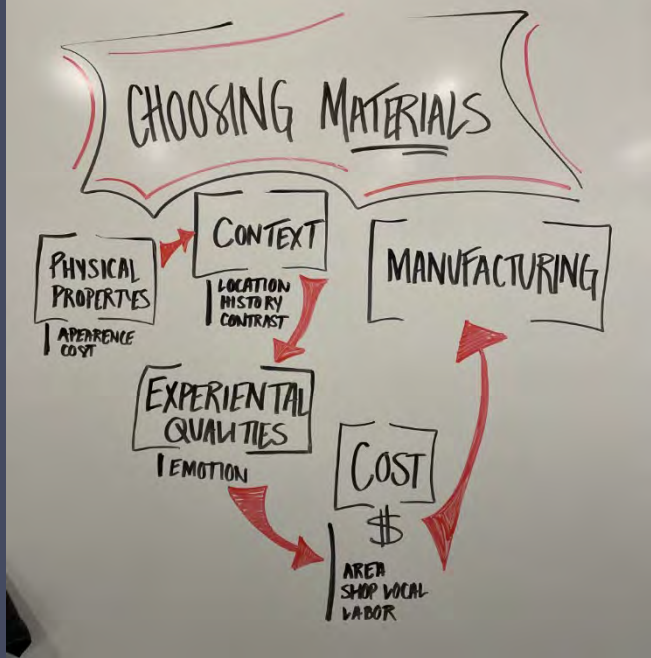 CHOOSING MATERIALS
PHYSICAL
PROPERTYES
APEARENCE
COST
CONTEXT
LOCATION
HISTORY
CONTRAST
EXPERIENTAL
QUALITIES
EMOTION
COST
$
AREA
SHOP LOCAL
LABOR
MANUFACTURING